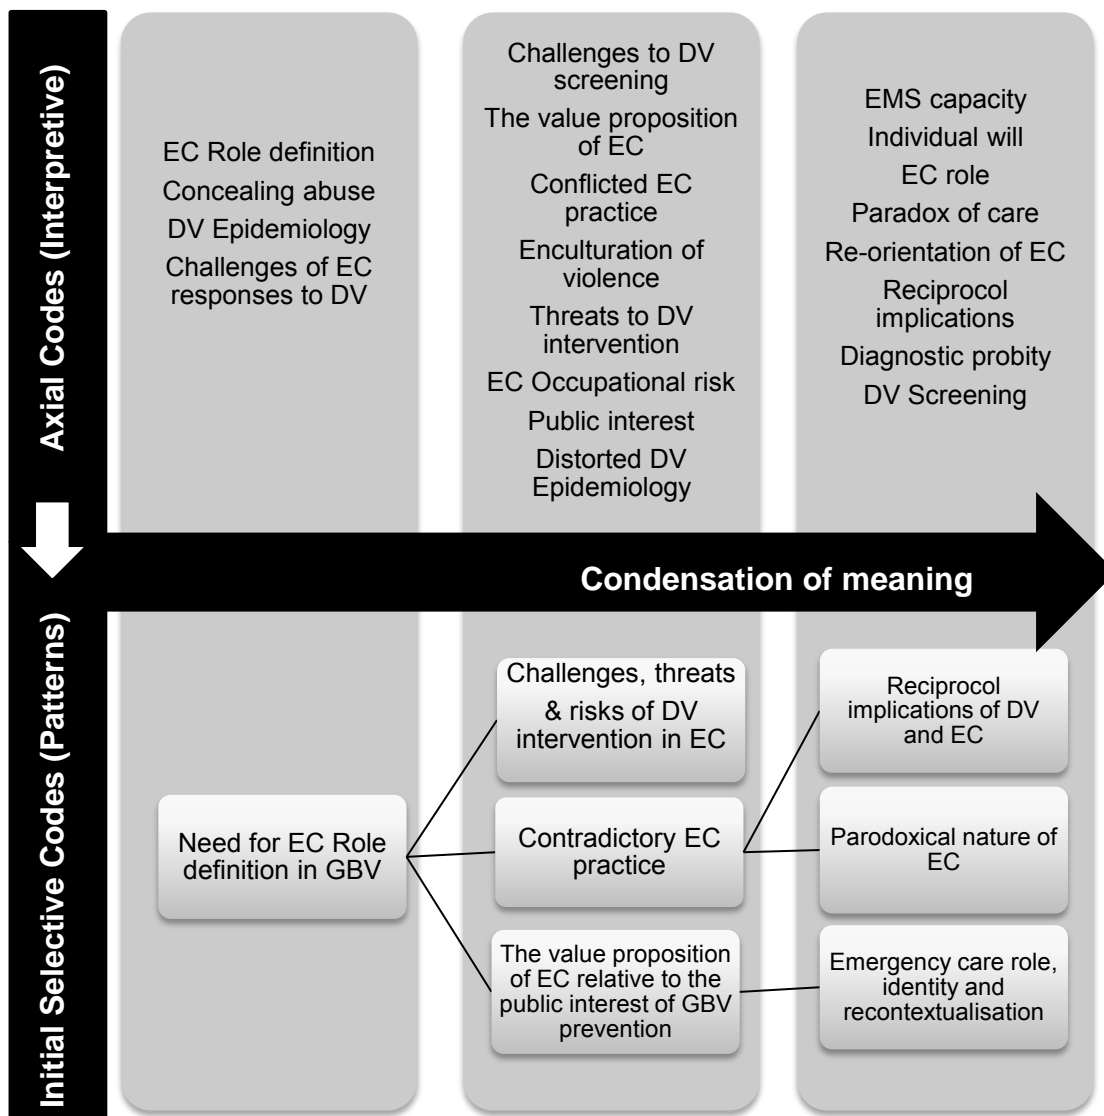 Axial Codes (Interpretive)
EC Role definition
Concealing abuse
DV Epidemiology
Challenges of EC
responses to DV
Challenges to DV
screening
The value proposition
of EC
Conflicted EC
practice
Enculturation of
violence
Threats to DV
intervention
EC Occupational risk
Public interest
Distorted DV
Epidemiology
EMS capacity
Individual will
EC role
Paradox of care
Re-orientation of EC
Reciprocol
implications
Diagnostic probity
DV Screening
Condensation of meaning
Initial Selective Codes (Patterns)
Need for EC Role
definition in GBV
Challenges, threats
& risks of DV
intervention in EC
Contradictory EC
practice
The value proposition
of EC relative to the
public interest of GBV
prevention
Reciprocol
implications of DV
and EC
Parodoxical nature of
EC
Emergency care role,
identity and
recontextualisation